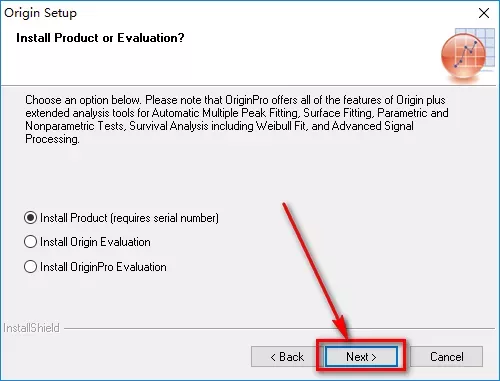 Origin Setup
Install Product or Evaluation?
Choose an option below. Please note that OriginPro offers all of the features of Origin plus
extended analysis tools for Automatic Multiple Peak Fitting, Surface Fitting, Parametric and
Nonparametric Tests, Survival Analysis including Weibull Fit, and Advanced Signal
Processing.
Install Product (requires serial number)
Install Origin Evaluation
Install OriginPro Evaluation
InstallShield
< Back
Next >
Cancel